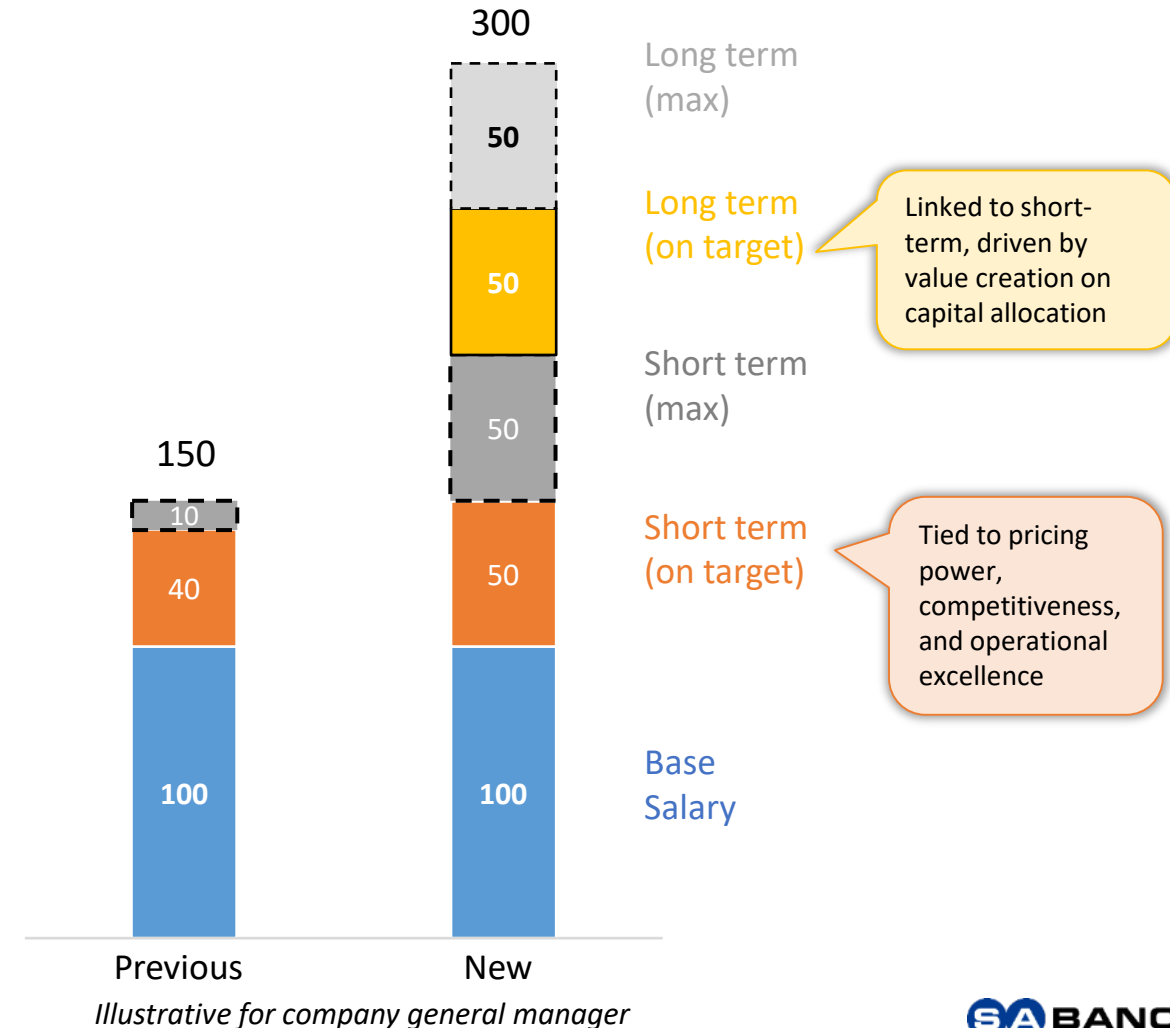 300
Long term
(max)
50
Long term
(on target)
Linked to short-
term, driven by
value creation on
capital allocation
50
Short term
(max)
50
150
10
Short term
(on target)
Tied to pricing
power,
competitiveness,
and operational
excellence
40
50
Base
Salary
100
100
Previous
New
Illustrative for company general manager
SA BANC